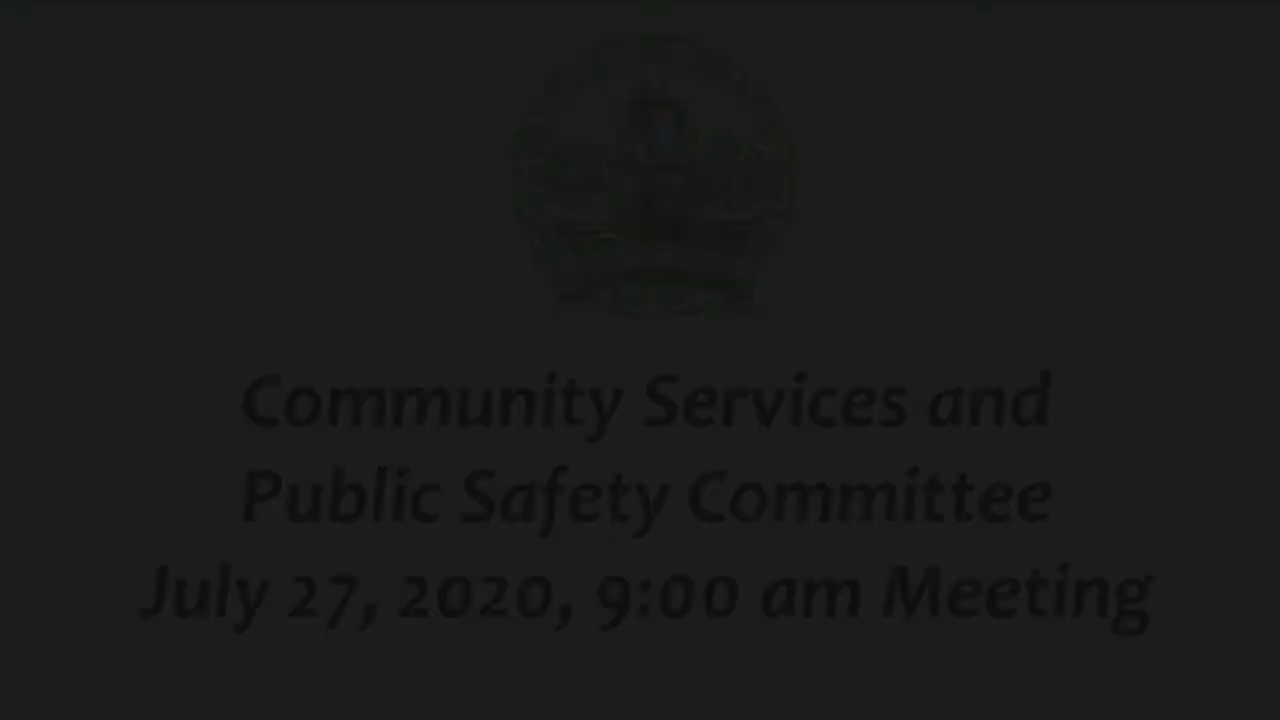 Community Services and
Public Safety Committee
July 27, 2020, 9:00 am Meeting